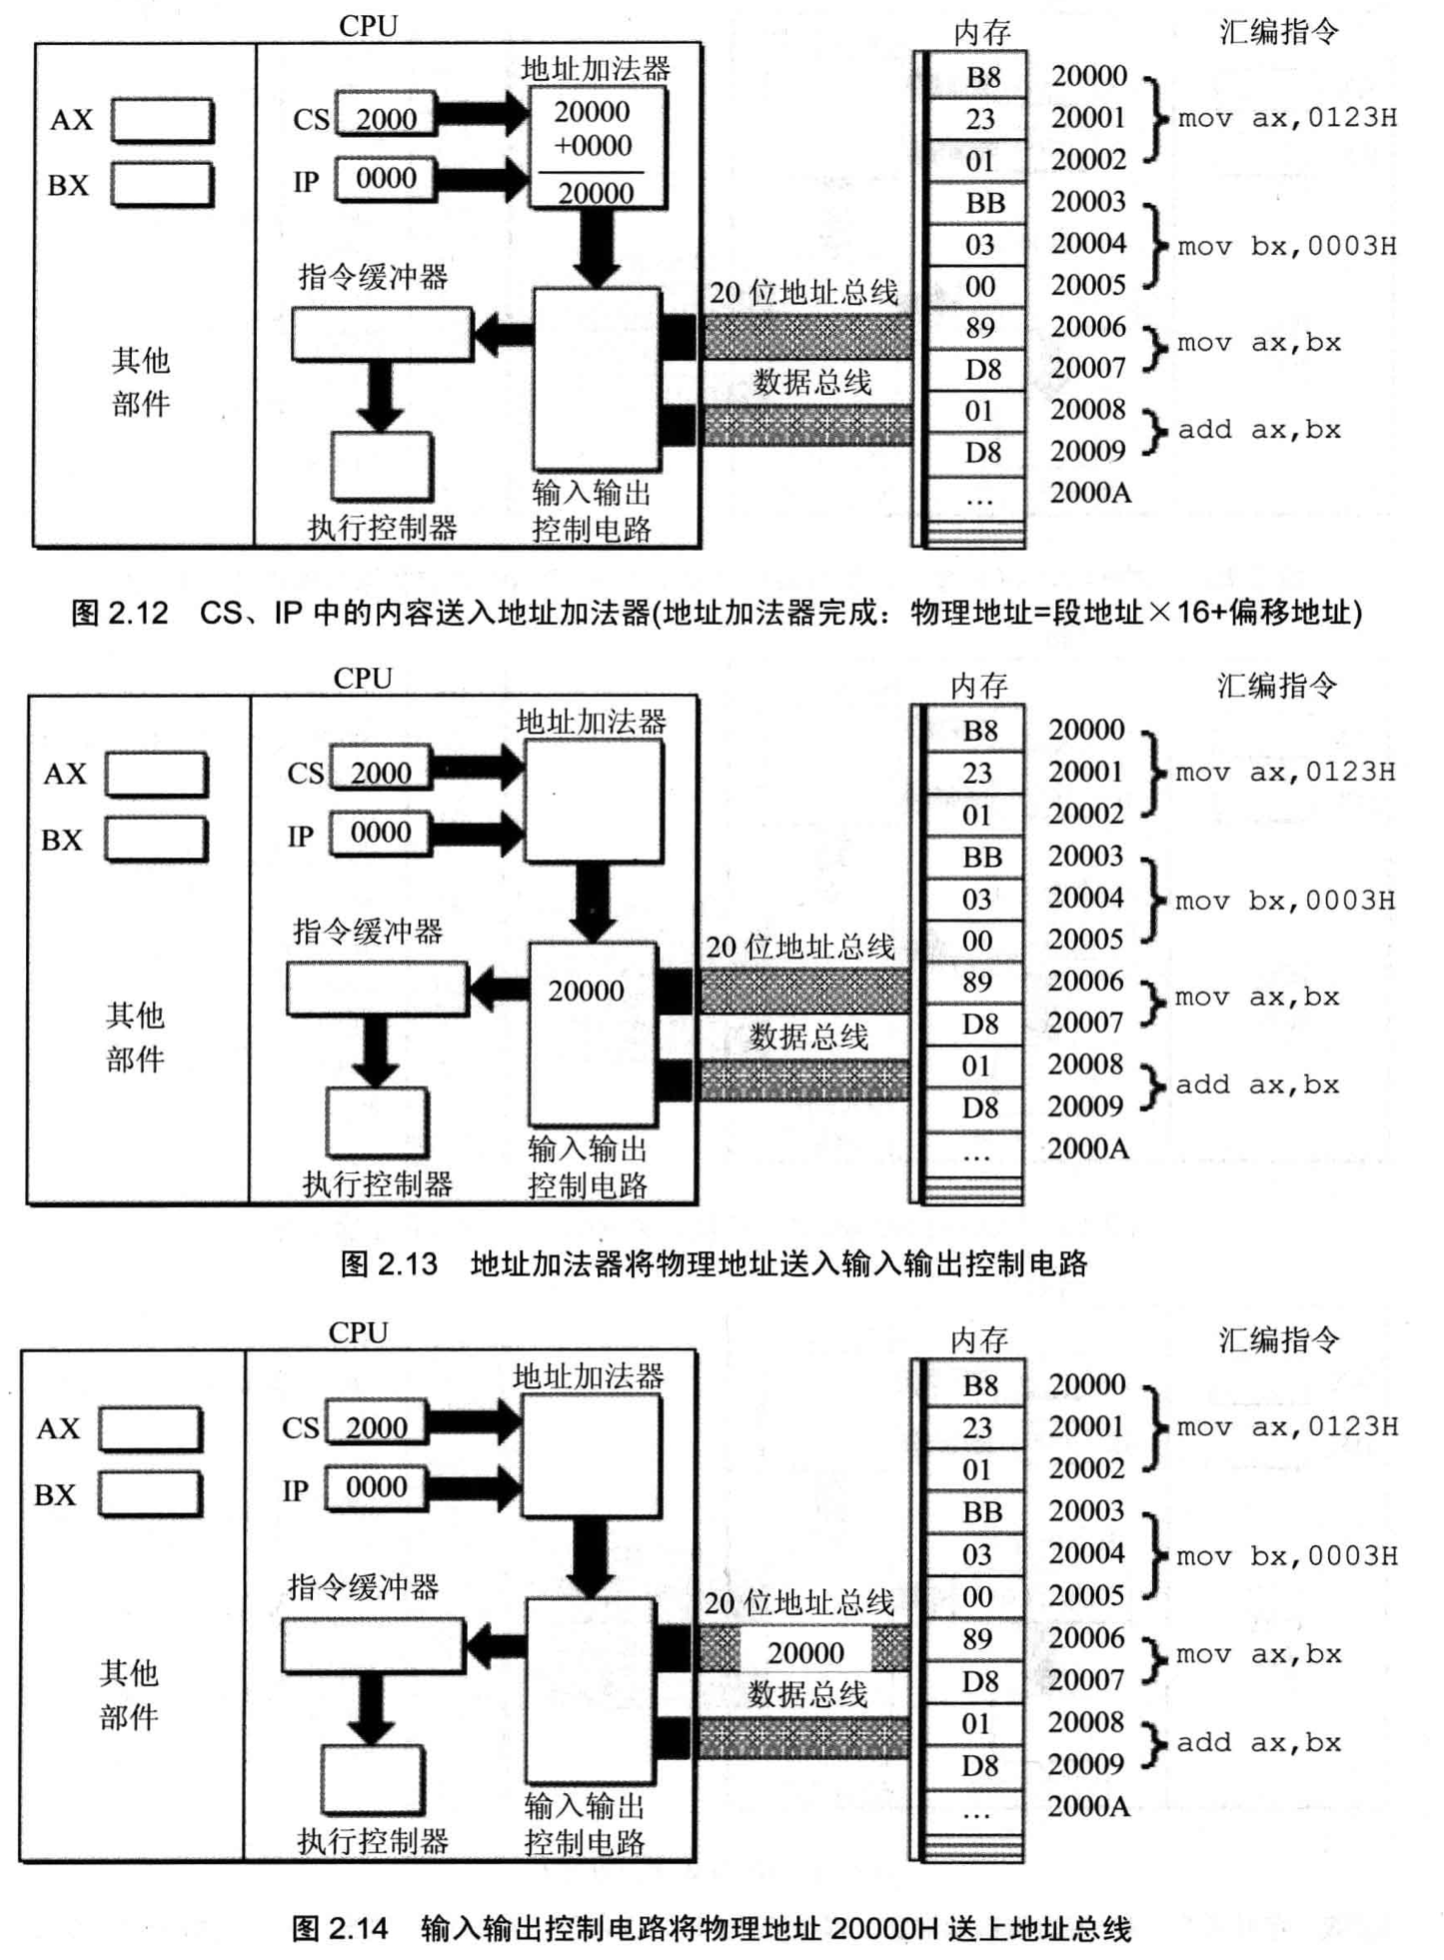 CPU
内存
汇编指令
地址加法器
AX
BX
CS 2000
IP 0000
20000
+0000
20000
指令缓冲器
20 位地址总线
数据总线
其他
部件
执行控制器
输入输出
控制电路
B8 20000
23 20001 mov ax,0123H
01 20002
BB 20003
03 20004 mov bx,0003H
00 20005
89 20006 mov ax,bx
D8 20007
01 20008 add ax,bx
D8 20009
… 2000A
图 2.12 CS、IP 中的内容送入地址加法器(地址加法器完成：物理地址=段地址×16+偏移地址)
CPU
内存
汇编指令
地址加法器
AX
BX
CS 2000
IP 0000
指令缓冲器
20000
20 位地址总线
数据总线
其他
部件
执行控制器
输入输出
控制电路
B8 20000
23 20001 mov ax,0123H
01 20002
BB 20003
03 20004 mov bx,0003H
00 20005
89 20006 mov ax,bx
D8 20007
01 20008 add ax,bx
D8 20009
… 2000A
图 2.13 地址加法器将物理地址送入输入输出控制电路
CPU
内存
汇编指令
地址加法器
AX
BX
CS 2000
IP 0000
指令缓冲器
20 位地址总线
20000
数据总线
其他
部件
执行控制器
输入输出
控制电路
B8 20000
23 20001 mov ax,0123H
01 20002
BB 20003
03 20004 mov bx,0003H
00 20005
89 20006 mov ax,bx
D8 20007
01 20008 add ax,bx
D8 20009
… 2000A
图 2.14 输入输出控制电路将物理地址 20000H 送上地址总线